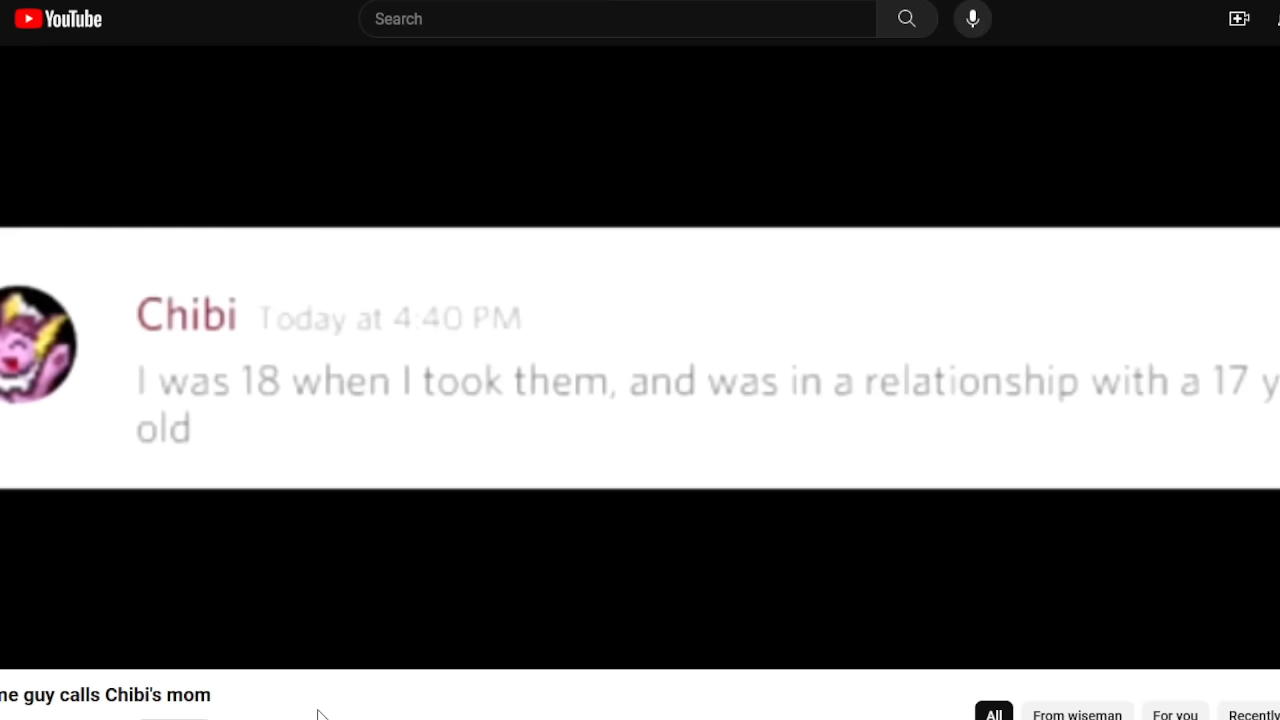 YouTube
Search
Chibi Today at 4:40 PM
I was 18 when I took them, and was in a relationship with a 17 y
old
ne guy calls Chibi's mom
All From wiseman For you Recently